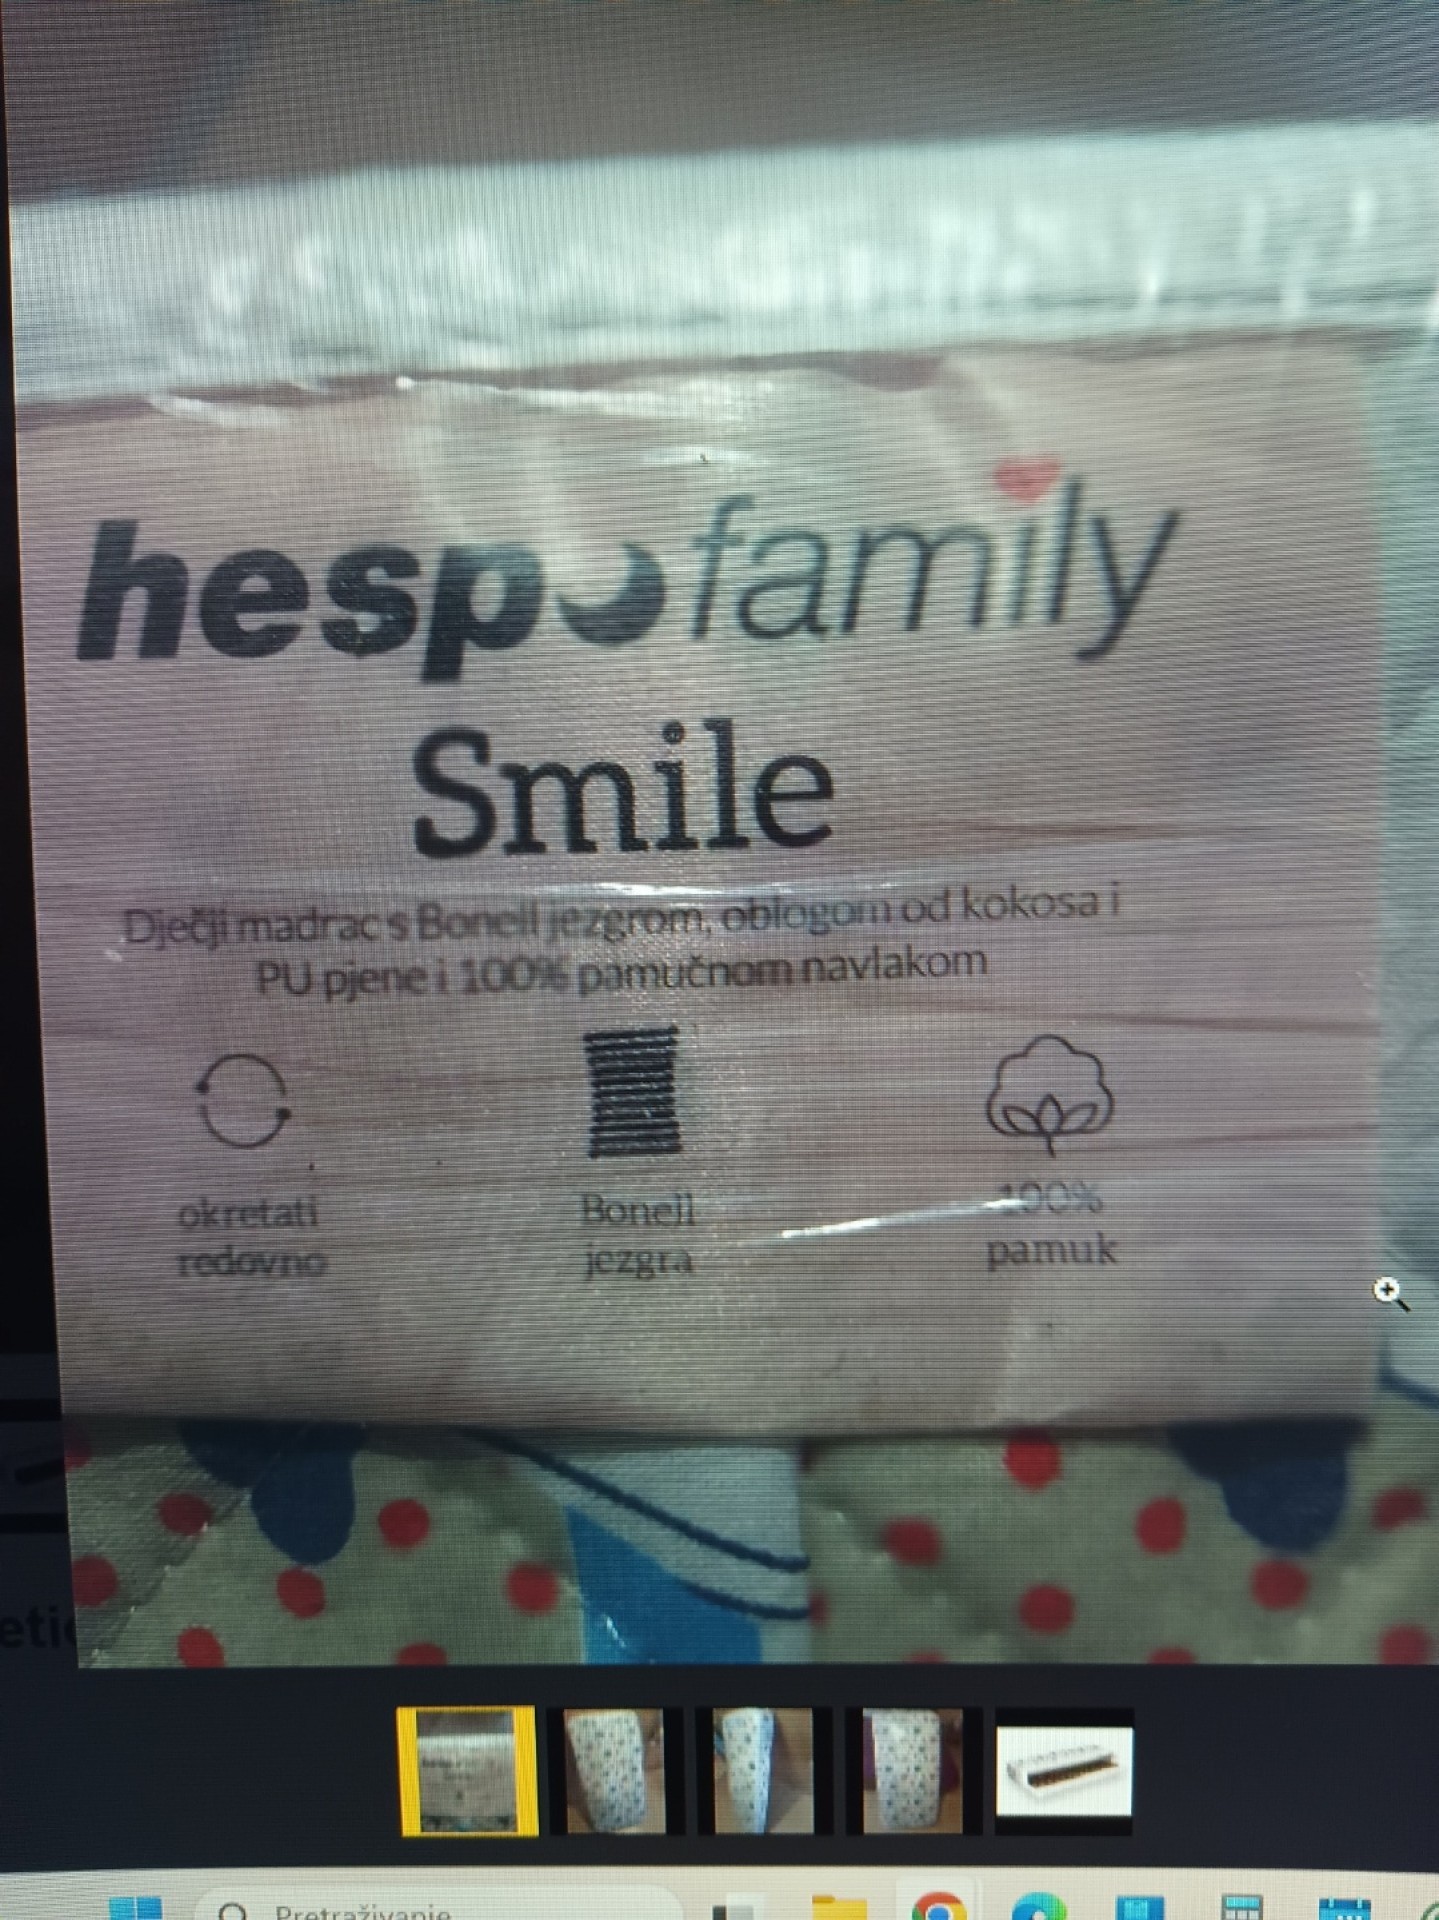 hespo family
Smile
Dječji madrac s Bonell jezgrom, oblogom od kokosa i
PU pjene i 100% pamučnom navlakom
okretati
redovno
Bonell
jezgra
100%
pamuk
Pretraživanje